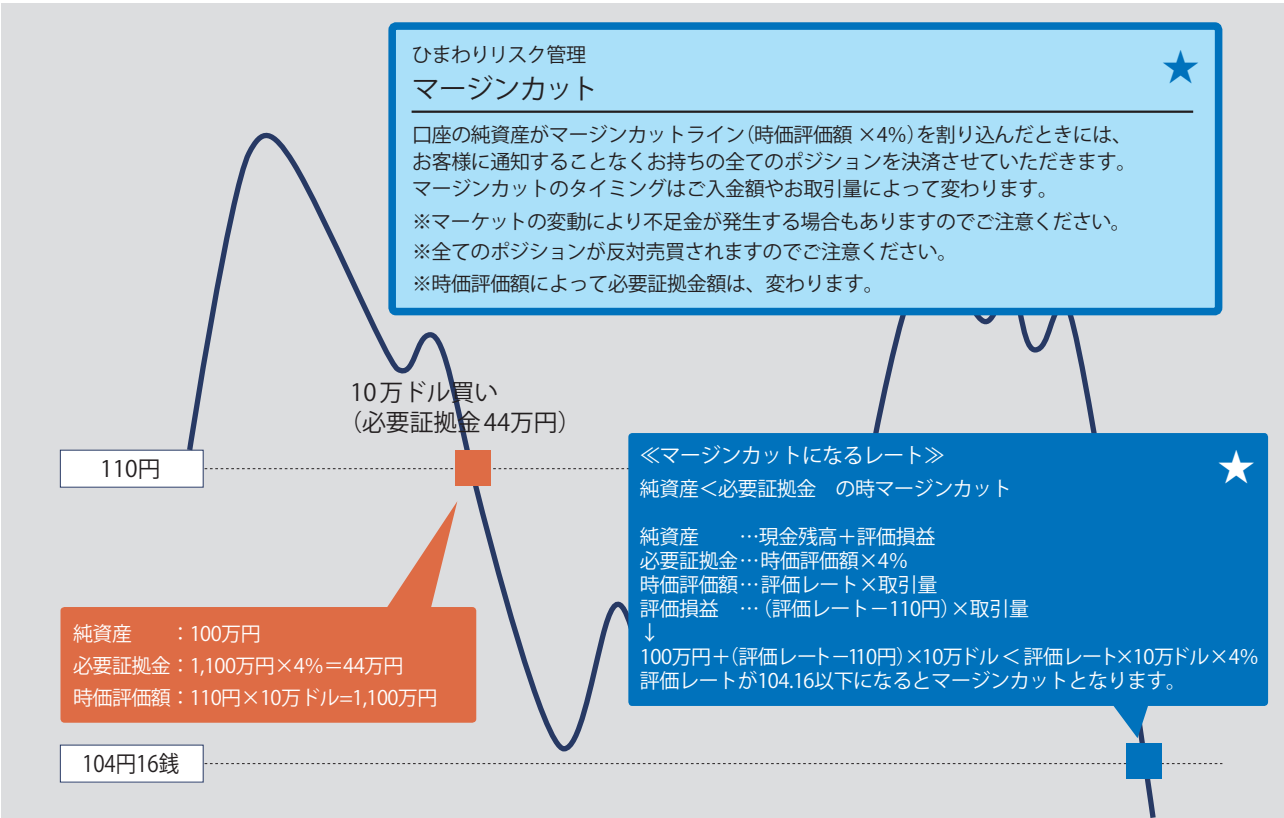 ひまわりリスク管理
マージンカット
口座の純資産がマージンカットライン（時価評価額 ×4%）を割り込んだときには、
お客様に通知することなくお持ちの全てのポジションを決済させていただきます。
マージンカットのタイミングはご入金額やお取引量によって変わります。
※マーケットの変動により不足金が発生する場合もありますのでご注意ください。
※全てのポジションが反対売買されますのでご注意ください。
※時価評価額によって必要証拠金額は、変わります。
10万ドル買い
（必要証拠金44万円）
110円
≪マージンカットになるレート≫
純資産＜必要証拠金　の時マージンカット
純資産　　…現金残高＋評価損益
必要証拠金…時価評価額×4%
時価評価額…評価レート×取引量
評価損益　…（評価レート－110円）×取引量
↓
100万円＋（評価レート－110円）×10万ドル＜評価レート×10万ドル×4%
評価レートが104.16以下になるとマージンカットとなります。
純資産　　：100万円
必要証拠金：1,100万円×4%＝44万円
時価評価額：110円×10万ドル=1,100万円
104円16銭